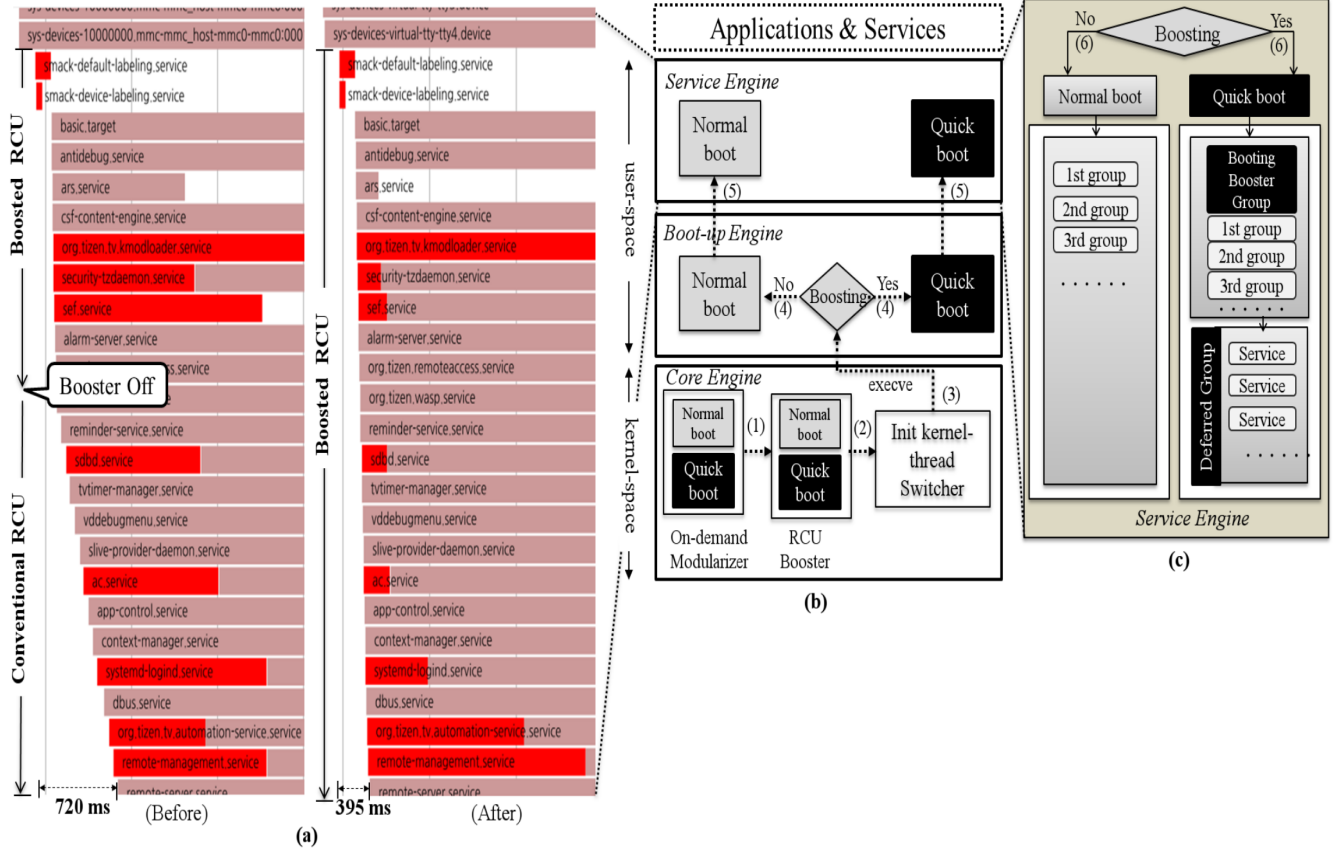 sys-devices-10000000.mmc-mmc_host-mmc0-mmc0:000
smack-default-labeling.service
smack-device-labeling.service
basic.target
antidebug.service
ars.service
csf-content-engine.service
org.tizen.tv.kmodloader.service
security-tzdaemon.service
sef.service
alarm-server.service
ss.service
Booster Off
reminder-service.service
sdbd.service
tvtimer-manager.service
vddebugmenu.service
slive-provider-daemon.service
ac.service
app-control.service
context-manager.service
systemd-logind.service
dbus.service
org.tizen.tv.automation-service.service
remote-management.service
remote-server.service
Boosted RCU
Conventional RCU
720 ms
(Before)
sys-devices-virtual-tty-tty4.device
smack-default-labeling.service
smack-device-labeling.service
basic.target
antidebug.service
ars.service
csf-content-engine.service
org.tizen.tv.kmodloader.service
security-tzdaemon.service
sef.service
alarm-server.service
org.tizen.remoteaccess.service
org.tizen.wasp.service
reminder-service.service
sdbd.service
tvtimer-manager.service
vddebugmenu.service
slive-provider-daemon.service
ac.service
app-control.service
context-manager.service
systemd-logind.service
dbus.service
org.tizen.tv.automation-service.service
remote-management.service
remote-server.service
Boosted RCU
395 ms
(After)
(a)
Applications & Services
Service Engine
Normal
boot
Quick
boot
(5)
(5)
user-space
Boot-up Engine
Normal
boot
No
(4)
Boosting
Yes
(4)
Quick
boot
kernel-space
Core Engine
execve
(3)
Normal
boot
Quick
boot
(1)
Normal
boot
Quick
boot
(2)
Init kernel-
thread
Switcher
On-demand
Modularizer
RCU
Booster
(b)
No
(6)
Boosting
Yes
(6)
Normal boot
Quick boot
1st group
2nd group
3rd group
......
Booting
Booster
Group
1st group
2nd group
3rd group
......
Deferred Group
Service
Service
Service
......
Service Engine
(c)